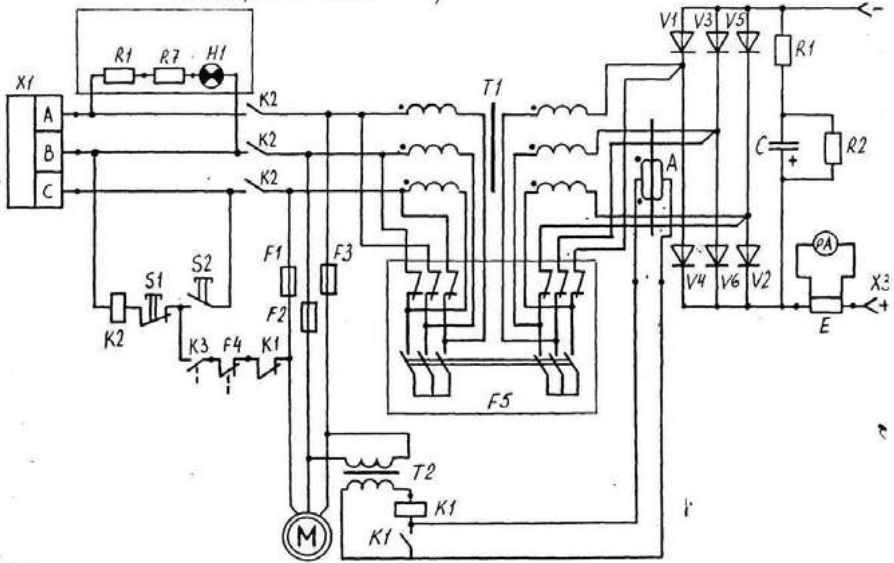 V1 V3 V5
−
R1 R7 H1
R1
X1
K2
T1
A
B
K2
C
R2
+
A
C
K2
F1
F3
PA
S1
S2
V4
V6
V2
X3
+
F2
E
K2
K3 F4 K1
F5
T2
K1
K1
M